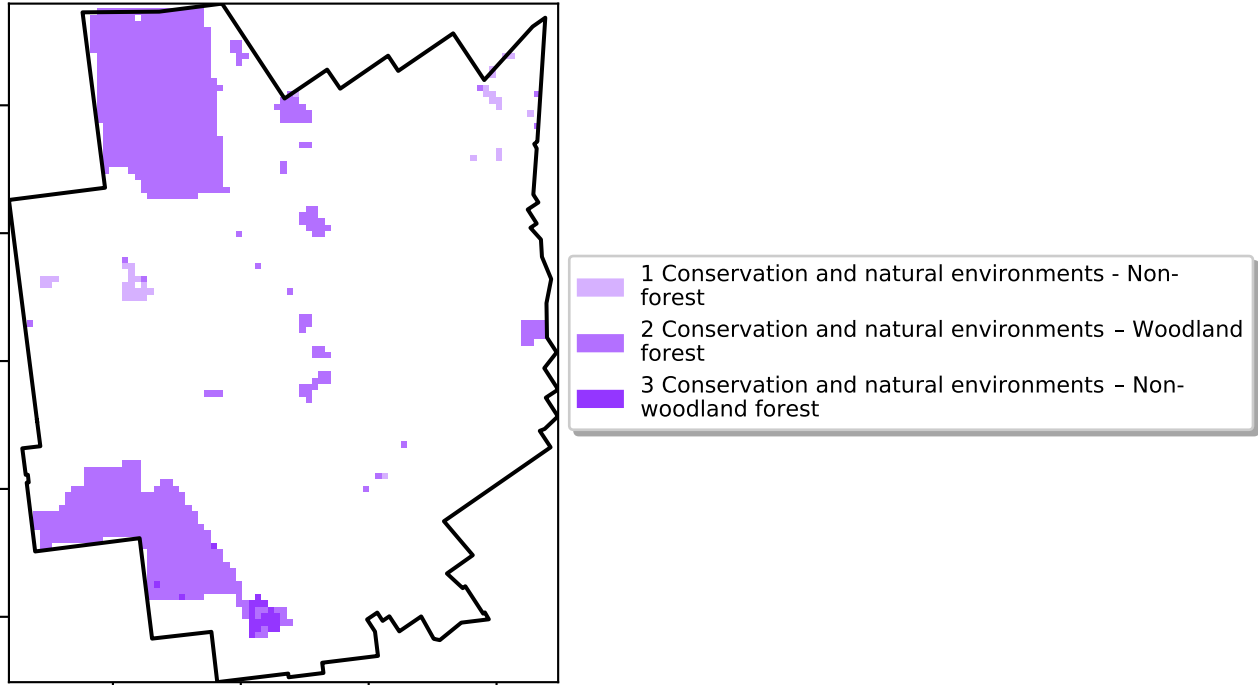 1 Conservation and natural environments - Non-
forest
2 Conservation and natural environments – Woodland
forest
3 Conservation and natural environments – Non-
woodland forest